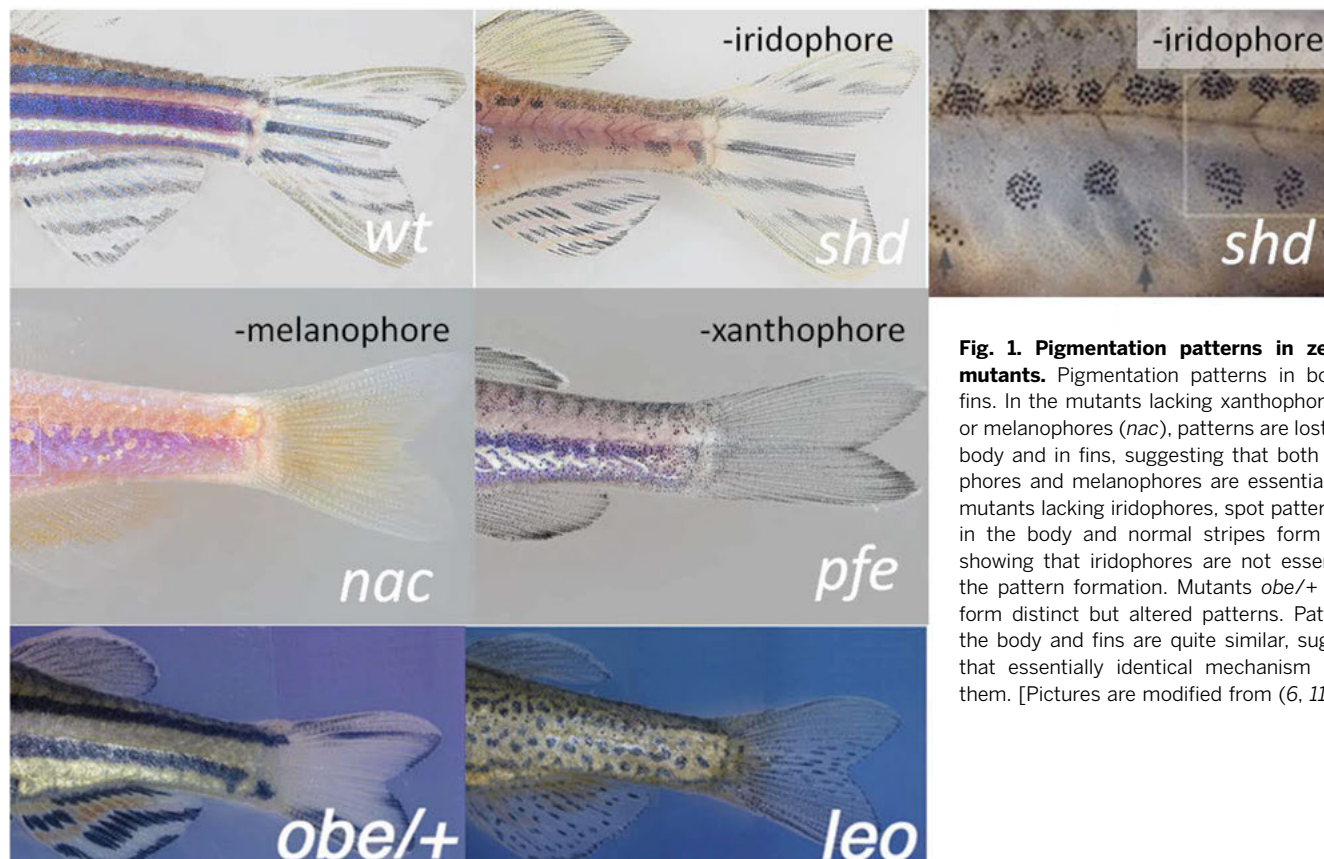 -iridophore
-iridophore
wt
shd
shd
-melanophore
-xanthophore
nac
pfe
Fig. 1. Pigmentation patterns in ze
mutants. Pigmentation patterns in bo
fins. In the mutants lacking xanthophor
or melanophores (nac), patterns are lost
body and in fins, suggesting that both
phores and melanophores are essentia
mutants lacking iridophores, spot patter
in the body and normal stripes form
showing that iridophores are not essen
the pattern formation. Mutants obe/+
form distinct but altered patterns. Pat
the body and fins are quite similar, sug
that essentially identical mechanism
them. [Pictures are modified from (6, 11
obe/+
leo